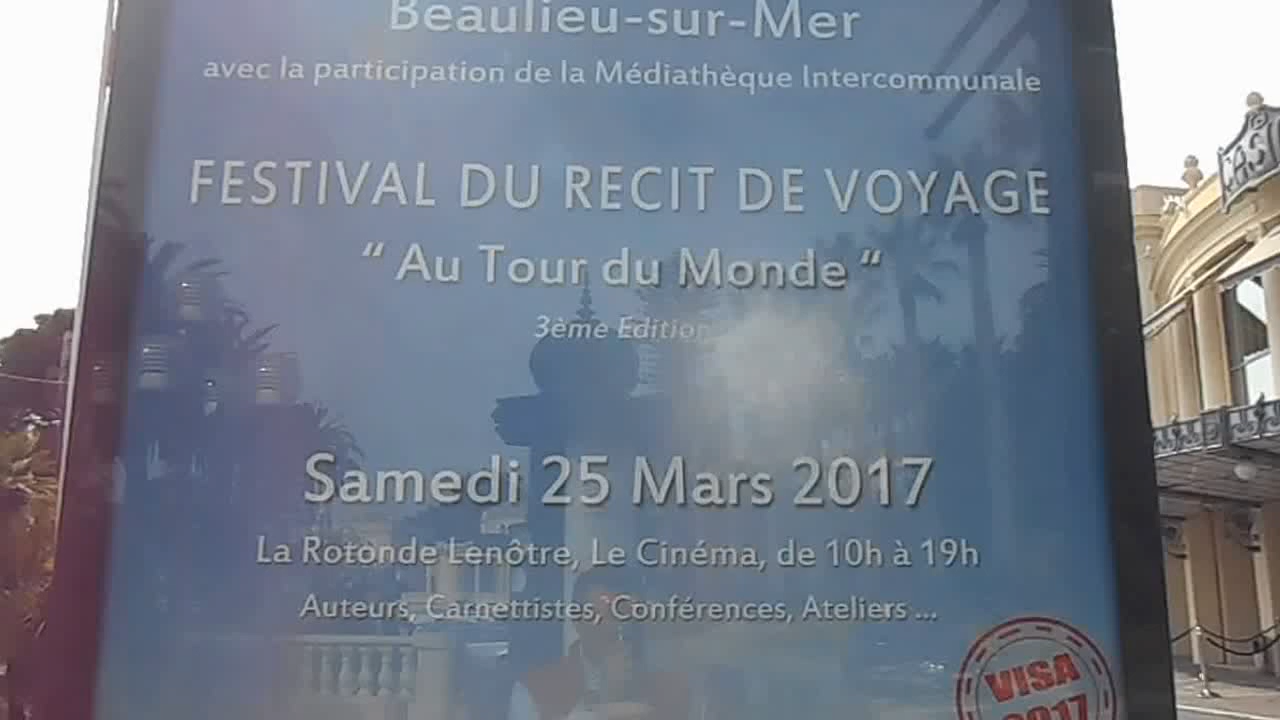 Beaulieu-sur-Mer
avec la participation de la Médiathèque Intercommunale
FESTIVAL DU RECIT DE VOYAGE
“ Au Tour du Monde “
3ème Edition
Samedi 25 Mars 2017
La Rotonde Lenôtre, Le Cinéma, de 10h à 19h
Auteurs, Carnettistes, Conférences, Ateliers ...
VISA
2017
CAS